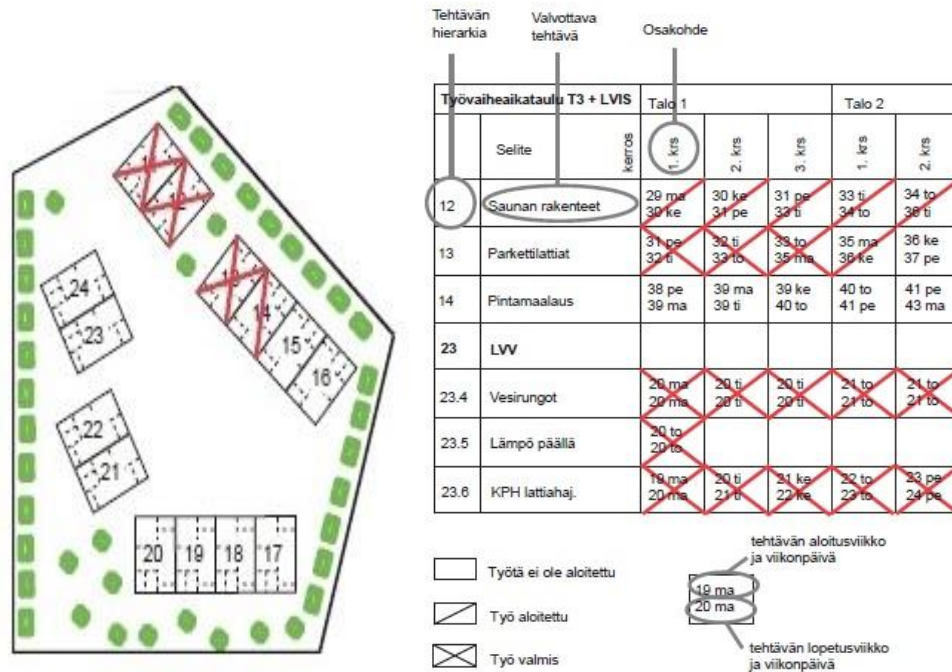 Tehtävän
hierarkia
Valvottava
tehtävä
Osakohde
Työvaiheaikataulu T3 + LVIS
Talo 1
Talo 2
Selite
kerros
1. krs
2. krs
3. krs
1. krs
2. krs
12
Saunan rakenteet
29 ma
30 ke
30 ke
31 pe
31 pe
33 ti
33 ti
34 to
34 to
36 ti
13
Parkettilattiat
31 pe
32 ti
32 ti
33 to
33 to
35 ma
35 ma
36 ke
36 ke
37 pe
14
Pintamaalaus
38 pe
39 ma
39 ma
39 ti
39 ke
40 to
40 to
41 pe
41 pe
43 ma
23
LVV
23.4
Vesirungot
20 ma
20 ma
20 ti
20 ti
20 ti
20 ti
21 to
21 to
21 to
21 to
23.5
Lämpö päällä
20 to
20 to
23.6
KPH lattiahaj.
19 ma
20 ma
20 ti
21 ti
21 ke
22 ke
22 to
23 to
23 pe
24 pe
Työtä ei ole aloitettu
Työ aloitettu
Työ valmis
tehtävän aloitusviikko
ja viikonpäivä
19 ma
20 ma
tehtävän lopetusviikko
ja viikonpäivä
13
14
15
16
24
23
22
21
20
19
18
17